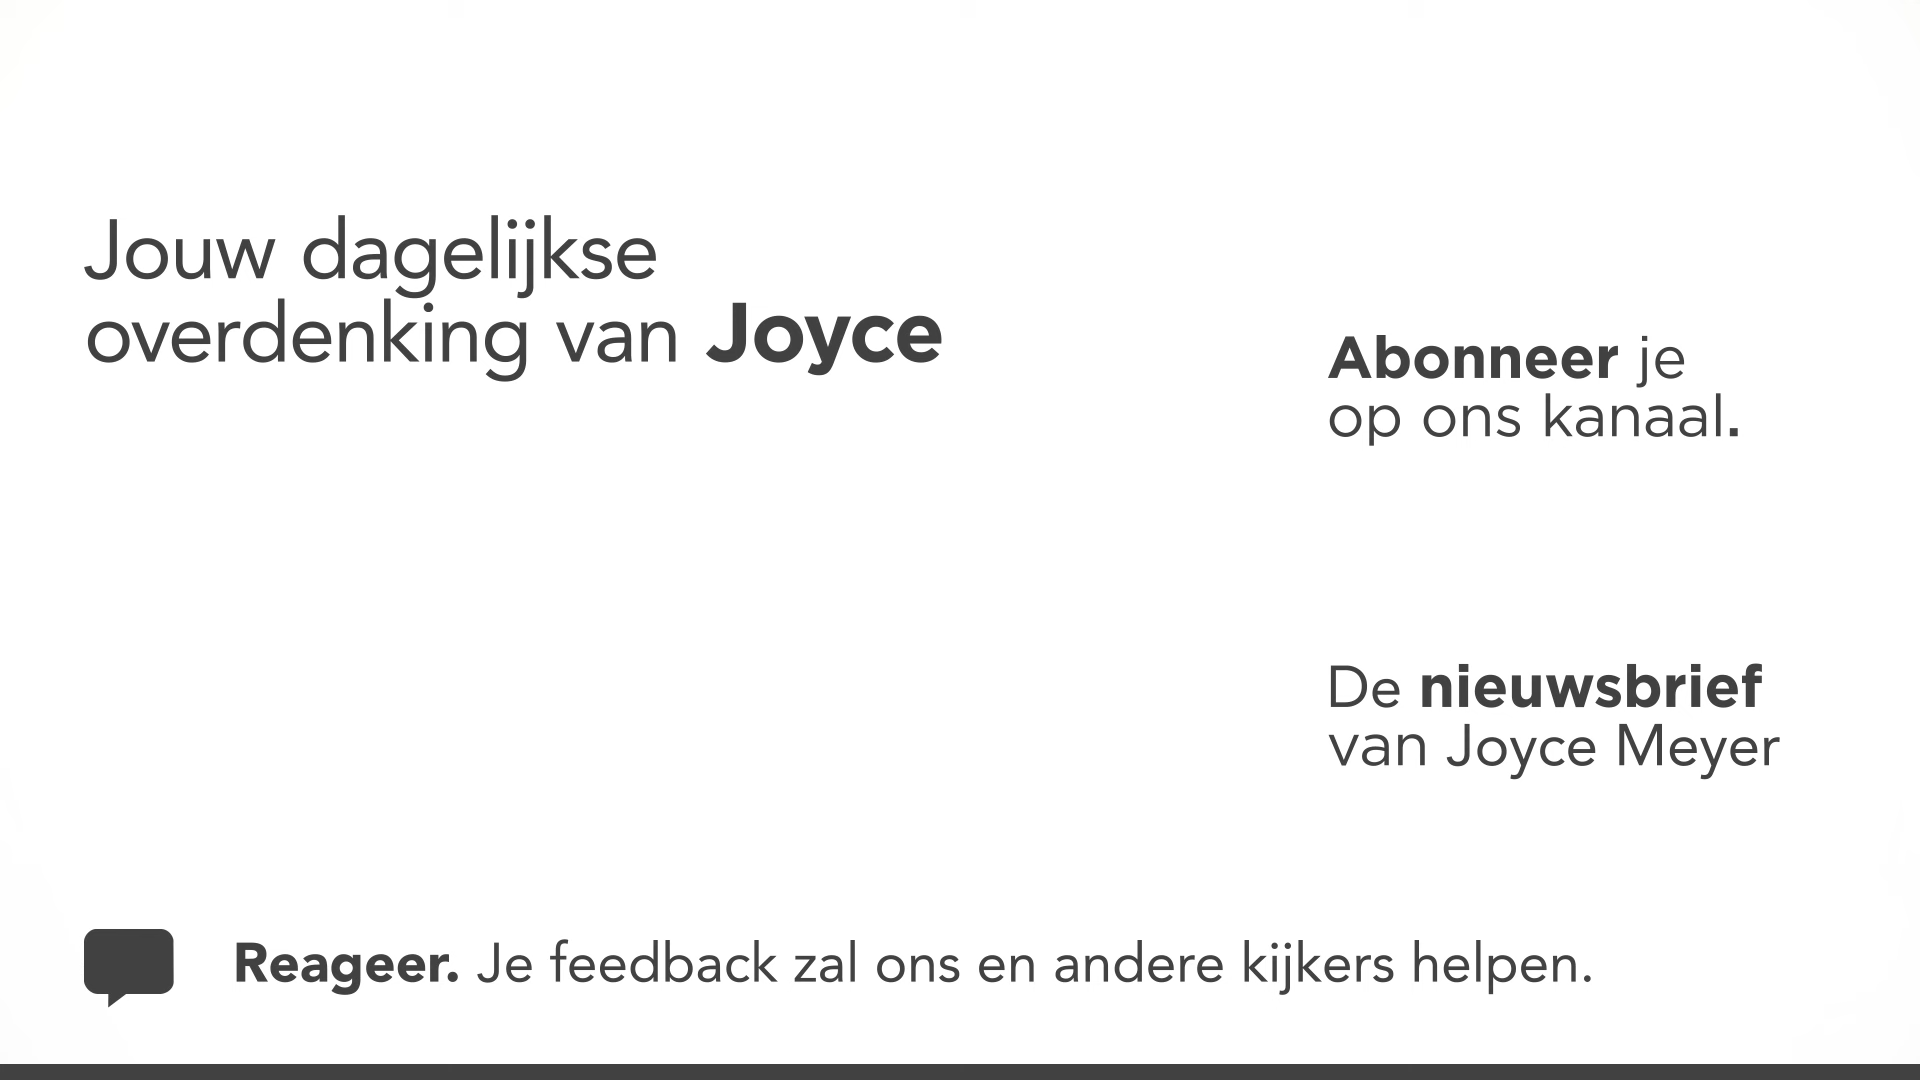 Jouw dagelijkse
overdenking van Joyce
Abonneer je
op ons kanaal.
De nieuwsbrief
van Joyce Meyer
Reageer. Je feedback zal ons en andere kijkers helpen.